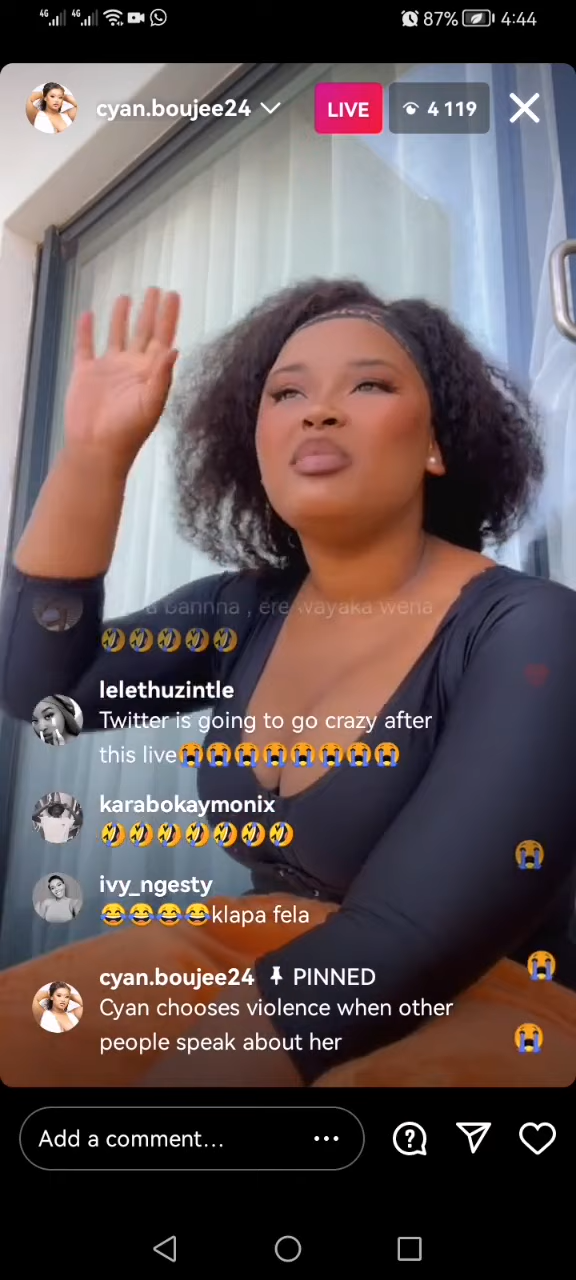 4G 4G 87% 4:44
cyan.boujee24 LIVE 4 119
bannna , ere wayaka wena
🤣🤣🤣🤣🤣
lelethuzintle
Twitter is going to go crazy after
this live😭😭😭😭😭😭😭😭
karabokaymonix
🤣🤣🤣🤣🤣🤣🤣
ivy_ngesty
😂😂😂😂klapa fela
cyan.boujee24 PINNED
Cyan chooses violence when other
people speak about her
Add a comment...